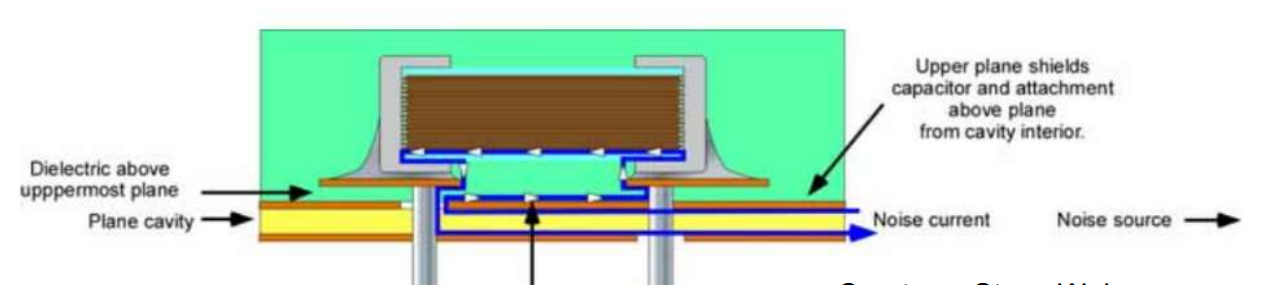 Upper plane shields
capacitor and attachment
above plane
from cavity interior.
Dielectric above
upppermost plane
Plane cavity
Noise current
Noise source